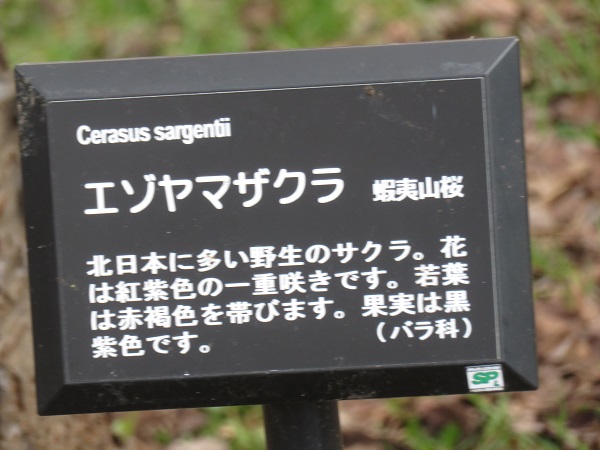 Cerasus sargentii
エゾヤマザクラ 蝦夷山桜
北日本に多い野生のサクラ。花
は紅紫色の一重咲きです。若葉
は赤褐色を帯びます。果実は黒
紫色です。 （バラ科）
SP